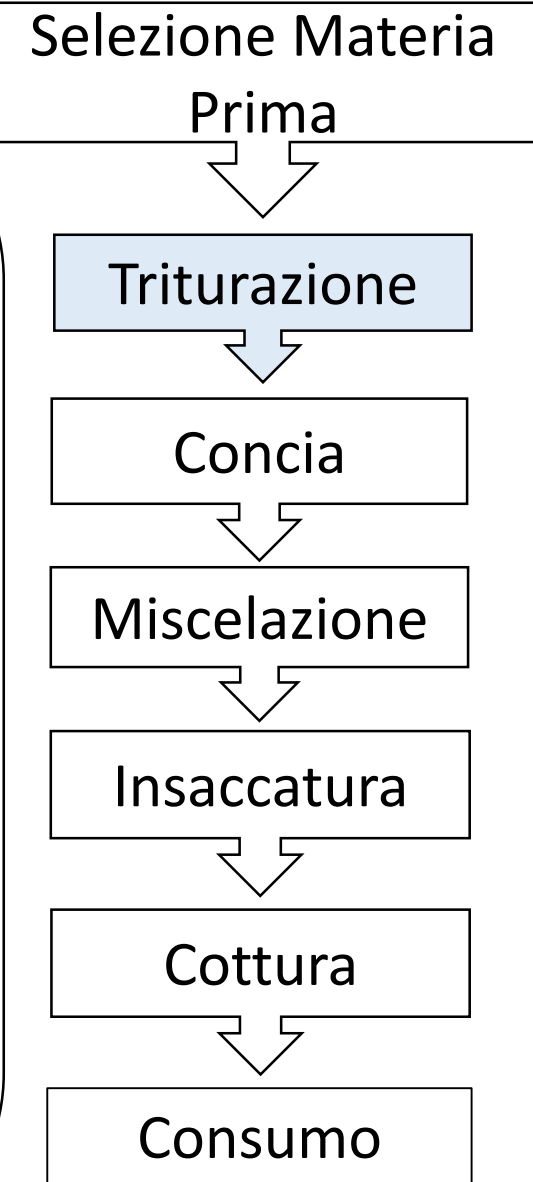 Selezione Materia
Prima
Triturazione
Concia
Miscelazione
Insaccatura
Cottura
Consumo